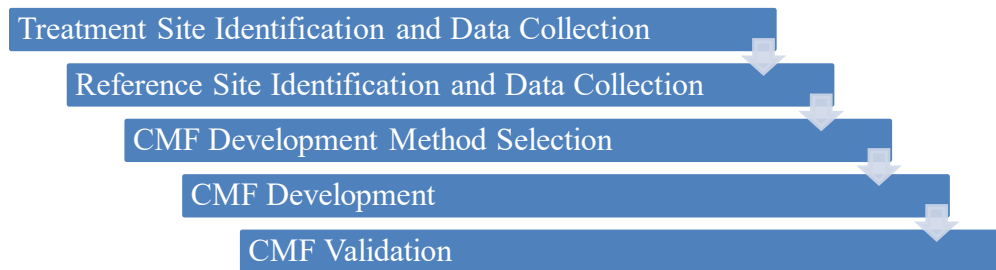 Treatment Site Identification and Data Collection
Reference Site Identification and Data Collection
CMF Development Method Selection
CMF Development
CMF Validation